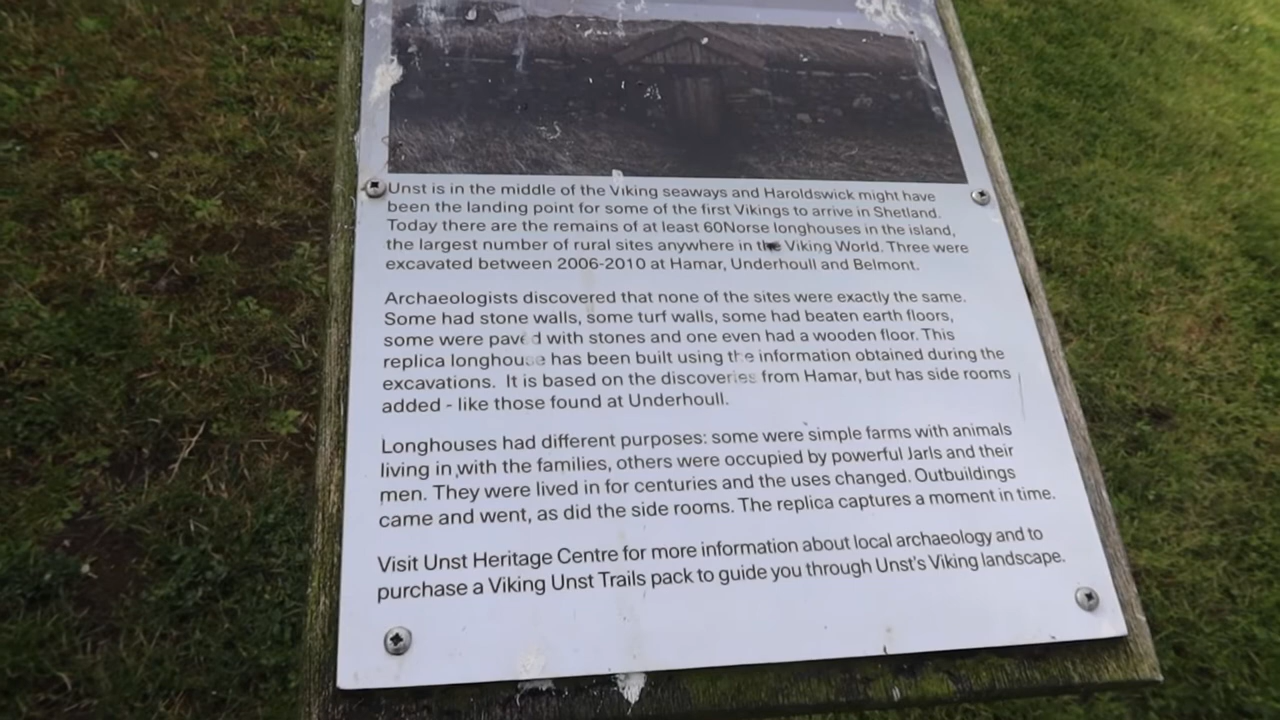 Unst is in the middle of the Viking seaways and Haroldswick might have
been the landing point for some of the first Vikings to arrive in Shetland.
Today there are the remains of at least 60Norse longhouses in the island,
the largest number of rural sites anywhere in the Viking World. Three were
excavated between 2006-2010 at Hamar, Underhoull and Belmont.
Archaeologists discovered that none of the sites were exactly the same.
Some had stone walls, some turf walls, some had beaten earth floors,
some were paved with stones and one even had a wooden floor. This
replica longhouse has been built using the information obtained during the
excavations. It is based on the discoveries from Hamar, but has side rooms
added - like those found at Underhoull.
Longhouses had different purposes: some were simple farms with animals
living in,with the families, others were occupied by powerful Jarls and their
men. They were lived in for centuries and the uses changed. Outbuildings
came and went, as did the side rooms. The replica captures a moment in time.
Visit Unst Heritage Centre for more information about local archaeology and to
purchase a Viking Unst Trails pack to guide you through Unst's Viking landscape.